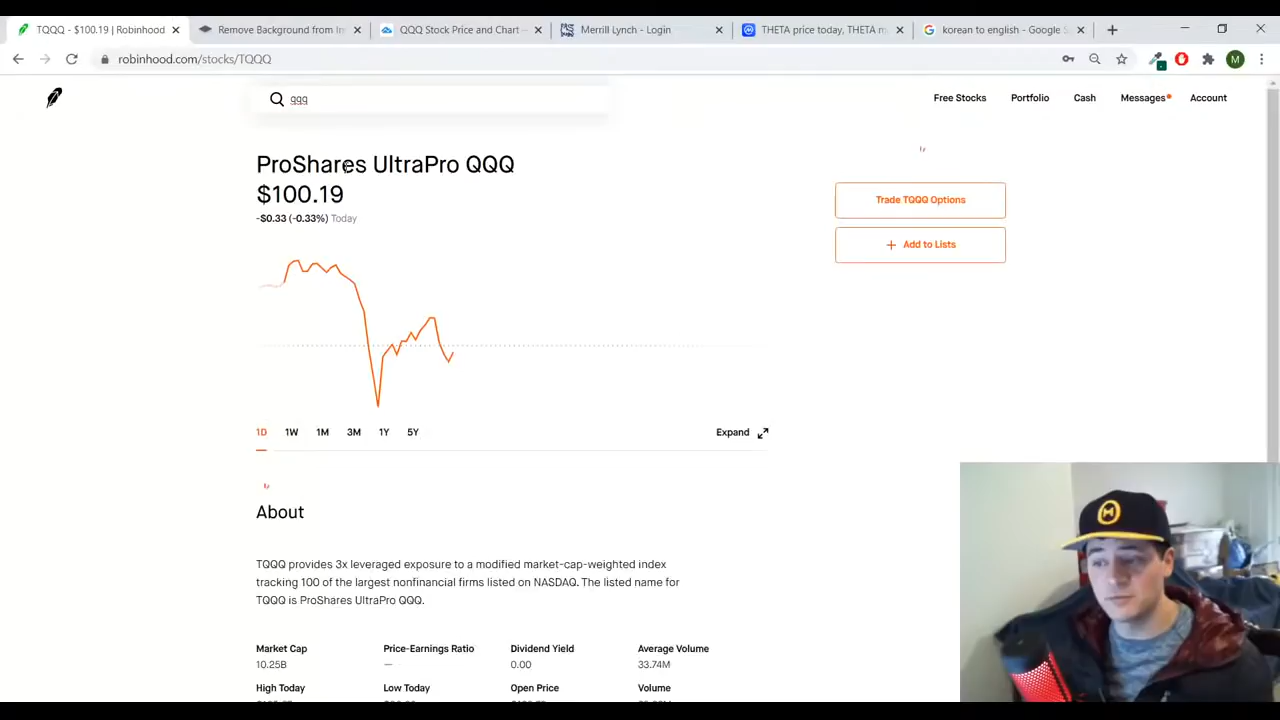 TQQQ - $100.19 | Robinhood
Remove Background from Im
QQQ Stock Price and Chart —
Merrill Lynch - Login
THETA price today, THETA m
korean to english - Google S
robinhood.com/stocks/TQQQ
M
qqq
Free Stocks
Portfolio
Cash
Messages
Account
ProShares UltraPro QQQ
$100.19
-$0.33 (-0.33%) Today
Trade TQQQ Options
+ Add to Lists
1D
1W
1M
3M
1Y
5Y
Expand
About
TQQQ provides 3x leveraged exposure to a modified market-cap-weighted index
tracking 100 of the largest nonfinancial firms listed on NASDAQ. The listed name for
TQQQ is ProShares UltraPro QQQ.
Market Cap
Price-Earnings Ratio
Dividend Yield
Average Volume
10.25B
—
0.00
33.74M
High Today
Low Today
Open Price
Volume
M